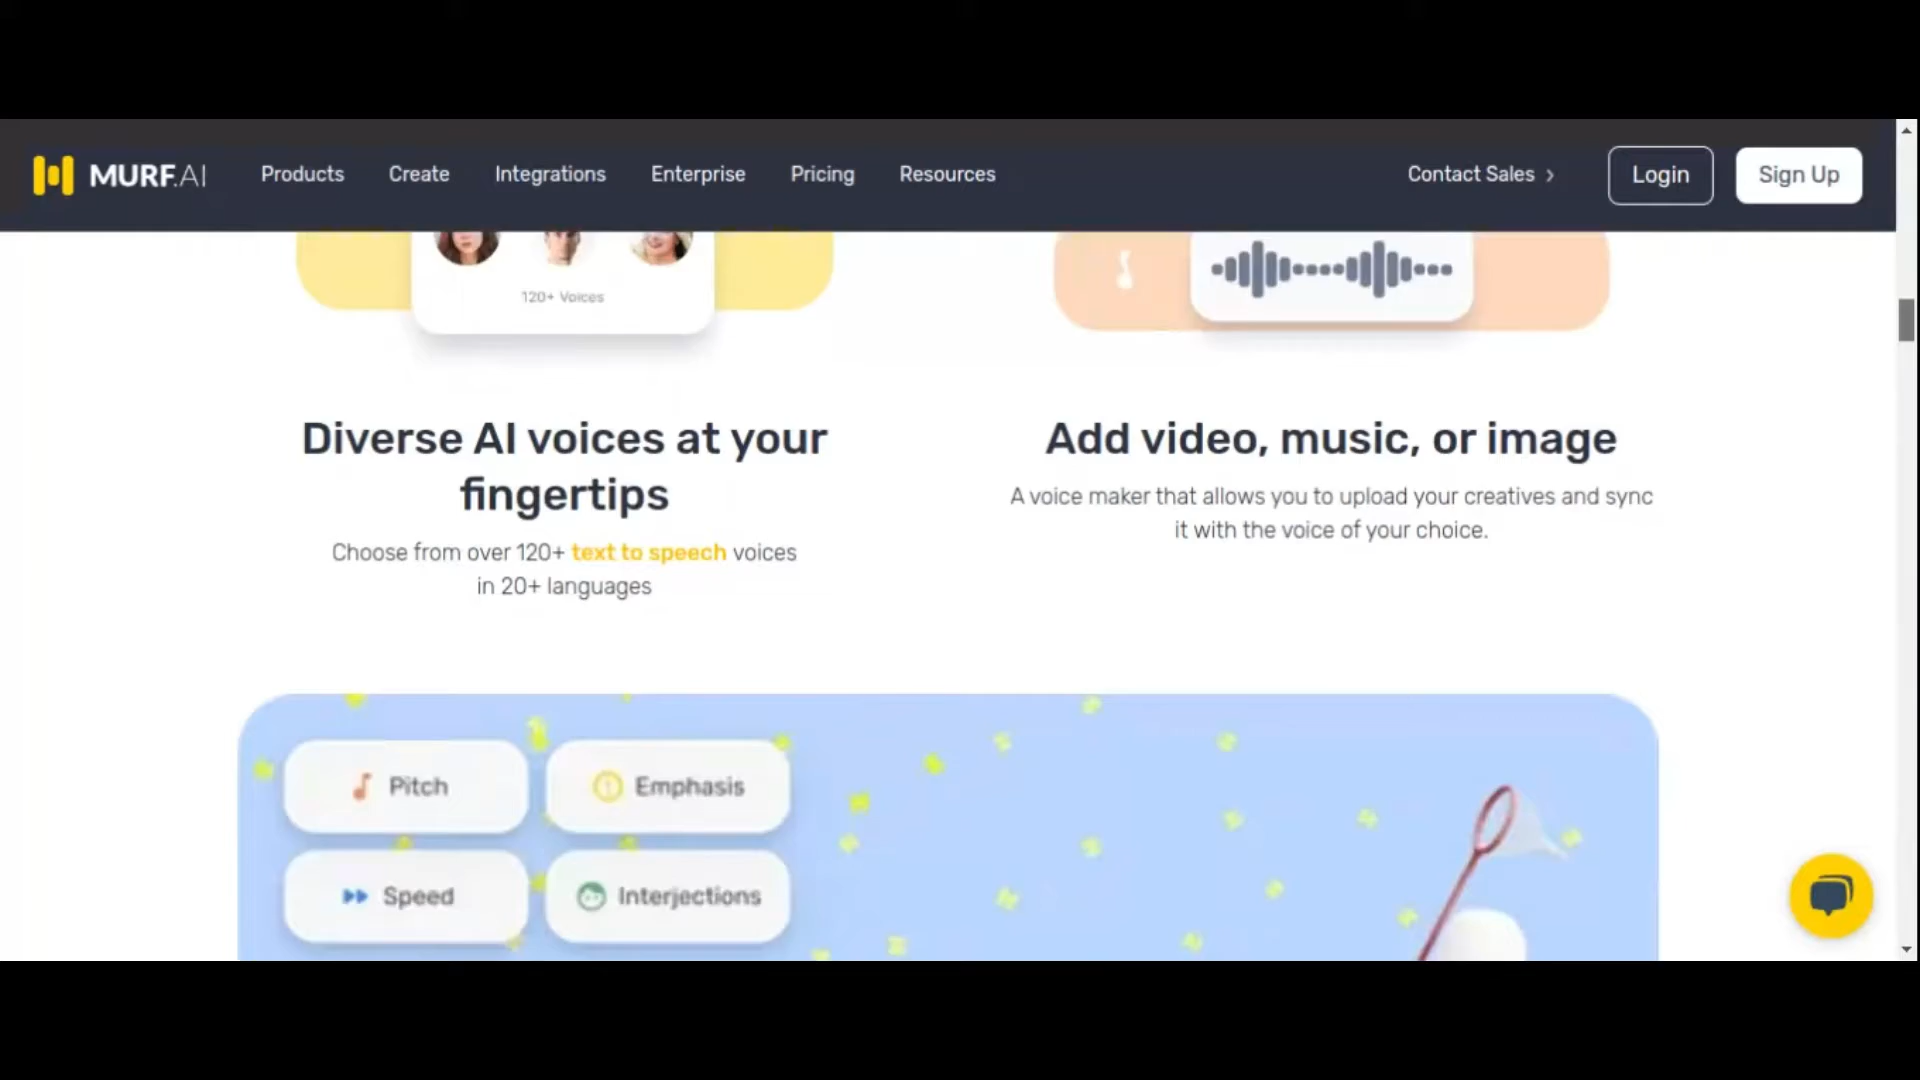 MURF.AI Products Create Integrations Enterprise Pricing Resources Contact Sales Login Sign Up
120+ Voices
Diverse AI voices at your
fingertips
Choose from over 120+ text to speech voices
in 20+ languages
Add video, music, or image
A voice maker that allows you to upload your creatives and sync
it with the voice of your choice.
Pitch
Emphasis
Speed
Interjections